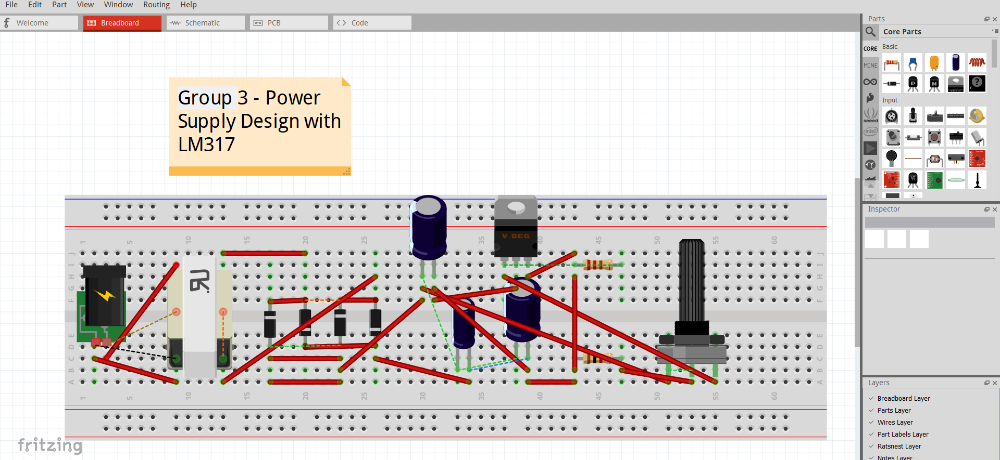 File Edit Part View Window Routing Help
Welcome Breadboard Schematic PCB Code
Group 3 - Power
Supply Design with
LM317
1 5 10 15 20 25 35 40 45 50 55 60
J J
I I
H H
G G
F F
E E
D D
C C
B B
A A
V REG
1 5 10 15 20 25 30 35 40 45 50 55 60
fritzing
Parts
Core Parts
CORE
MINE
seeed
intel
Basic
P N ?
Input
Inspector
Layers
Breadboard Layer
Parts Layer
Wires Layer
Part Labels Layer
Ratsnest Layer
Notes Layer